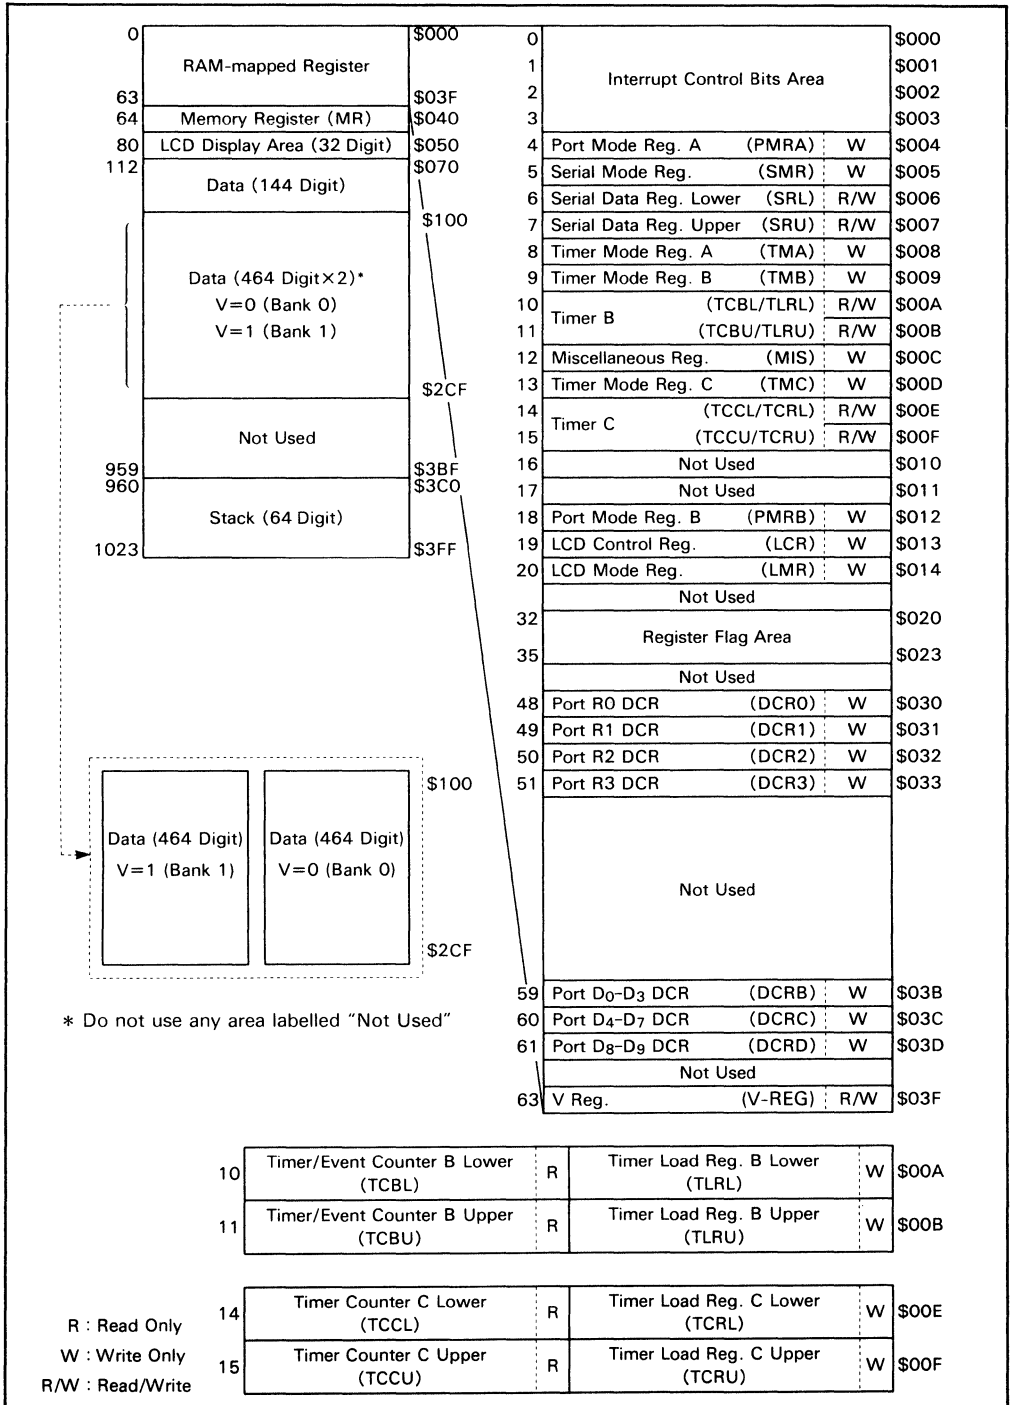 0 $000
RAM-mapped Register
63 $03F
64 Memory Register (MR) $040
80 LCD Display Area (32 Digit) $050
112 $070
Data (144 Digit)
$100
Data (464 Digit×2)*
V=0 (Bank 0)
V=1 (Bank 1)
$2CF
Not Used
959 $3BF
960 $3C0
Stack (64 Digit)
1023 $3FF
0 $000
1 $001
Interrupt Control Bits Area
2 $002
3 $003
4 Port Mode Reg. A (PMRA) W $004
5 Serial Mode Reg. (SMR) W $005
6 Serial Data Reg. Lower (SRL) R/W $006
7 Serial Data Reg. Upper (SRU) R/W $007
8 Timer Mode Reg. A (TMA) W $008
9 Timer Mode Reg. B (TMB) W $009
10 (TCBL/TLRL) R/W $00A
Timer B
11 (TCBU/TLRU) R/W $00B
12 Miscellaneous Reg. (MIS) W $00C
13 Timer Mode Reg. C (TMC) W $00D
14 (TCCL/TCRL) R/W $00E
Timer C
15 (TCCU/TCRU) R/W $00F
16 Not Used $010
17 Not Used $011
18 Port Mode Reg. B (PMRB) W $012
19 LCD Control Reg. (LCR) W $013
20 LCD Mode Reg. (LMR) W $014
Not Used
32 $020
Register Flag Area
35 $023
Not Used
48 Port R0 DCR (DCR0) W $030
49 Port R1 DCR (DCR1) W $031
50 Port R2 DCR (DCR2) W $032
51 Port R3 DCR (DCR3) W $033
Not Used
59 Port D0-D3 DCR (DCRB) W $03B
60 Port D4-D7 DCR (DCRC) W $03C
61 Port D8-D9 DCR (DCRD) W $03D
Not Used
63 V Reg. (V-REG) R/W $03F
$100
Data (464 Digit) Data (464 Digit)
V=1 (Bank 1) V=0 (Bank 0)
$2CF
* Do not use any area labelled "Not Used"
Timer/Event Counter B Lower Timer Load Reg. B Lower
10 (TCBL) R (TLRL) W $00A
Timer/Event Counter B Upper Timer Load Reg. B Upper
11 (TCBU) R (TLRU) W $00B
Timer Counter C Lower Timer Load Reg. C Lower
14 (TCCL) R (TCRL) W $00E
Timer Counter C Upper Timer Load Reg. C Upper
15 (TCCU) R (TCRU) W $00F
R : Read Only
W : Write Only
R/W : Read/Write